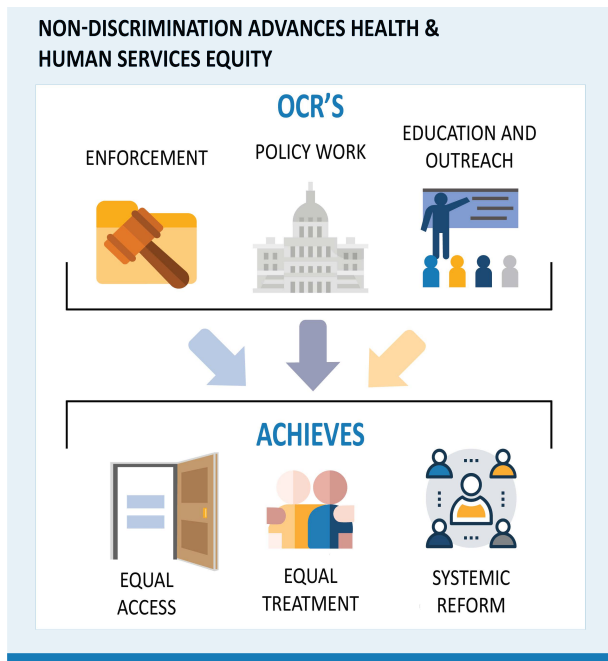 NON-DISCRIMINATION ADVANCES HEALTH &
HUMAN SERVICES EQUITY
OCR'S
ENFORCEMENT
POLICY WORK
EDUCATION AND
OUTREACH
ACHIEVES
EQUAL
ACCESS
EQUAL
TREATMENT
SYSTEMIC
REFORM